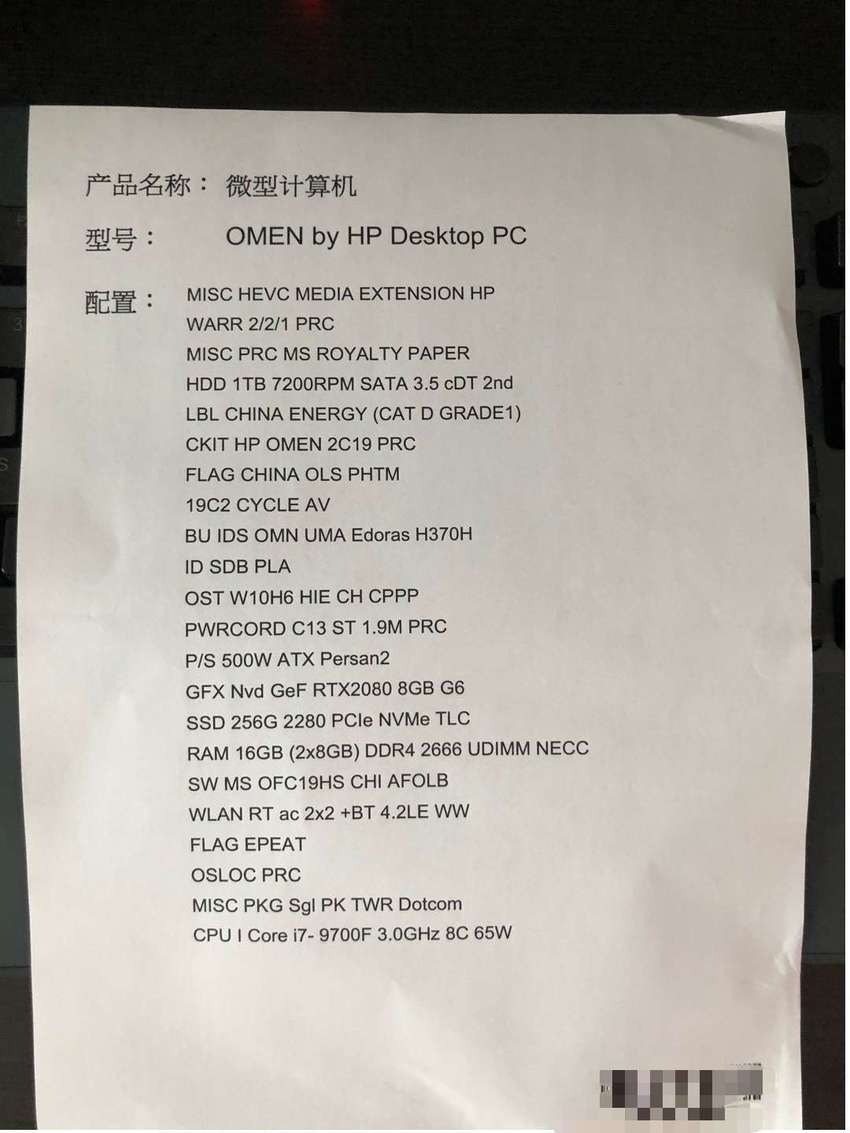 产品名称： 微型计算机
型号： OMEN by HP Desktop PC
配置： MISC HEVC MEDIA EXTENSION HP
WARR 2/2/1 PRC
MISC PRC MS ROYALTY PAPER
HDD 1TB 7200RPM SATA 3.5 cDT 2nd
LBL CHINA ENERGY (CAT D GRADE1)
CKIT HP OMEN 2C19 PRC
FLAG CHINA OLS PHTM
19C2 CYCLE AV
BU IDS OMN UMA Edoras H370H
ID SDB PLA
OST W10H6 HIE CH CPPP
PWRCORD C13 ST 1.9M PRC
P/S 500W ATX Persan2
GFX Nvd GeF RTX2080 8GB G6
SSD 256G 2280 PCIe NVMe TLC
RAM 16GB (2x8GB) DDR4 2666 UDIMM NECC
SW MS OFC19HS CHI AFOLB
WLAN RT ac 2x2 +BT 4.2LE WW
FLAG EPEAT
OSLOC PRC
MISC PKG Sgl PK TWR Dotcom
CPU I Core i7- 9700F 3.0GHz 8C 65W